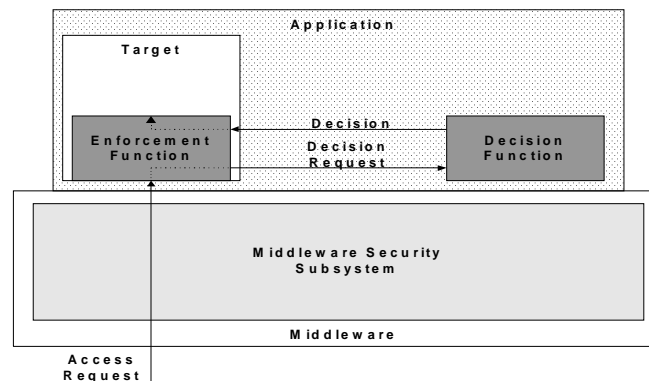 Application
Target
Enforcement
Function
Decision
Decision
Request
Decision
Function
Middleware Security
Subsystem
Middleware
Access
Request